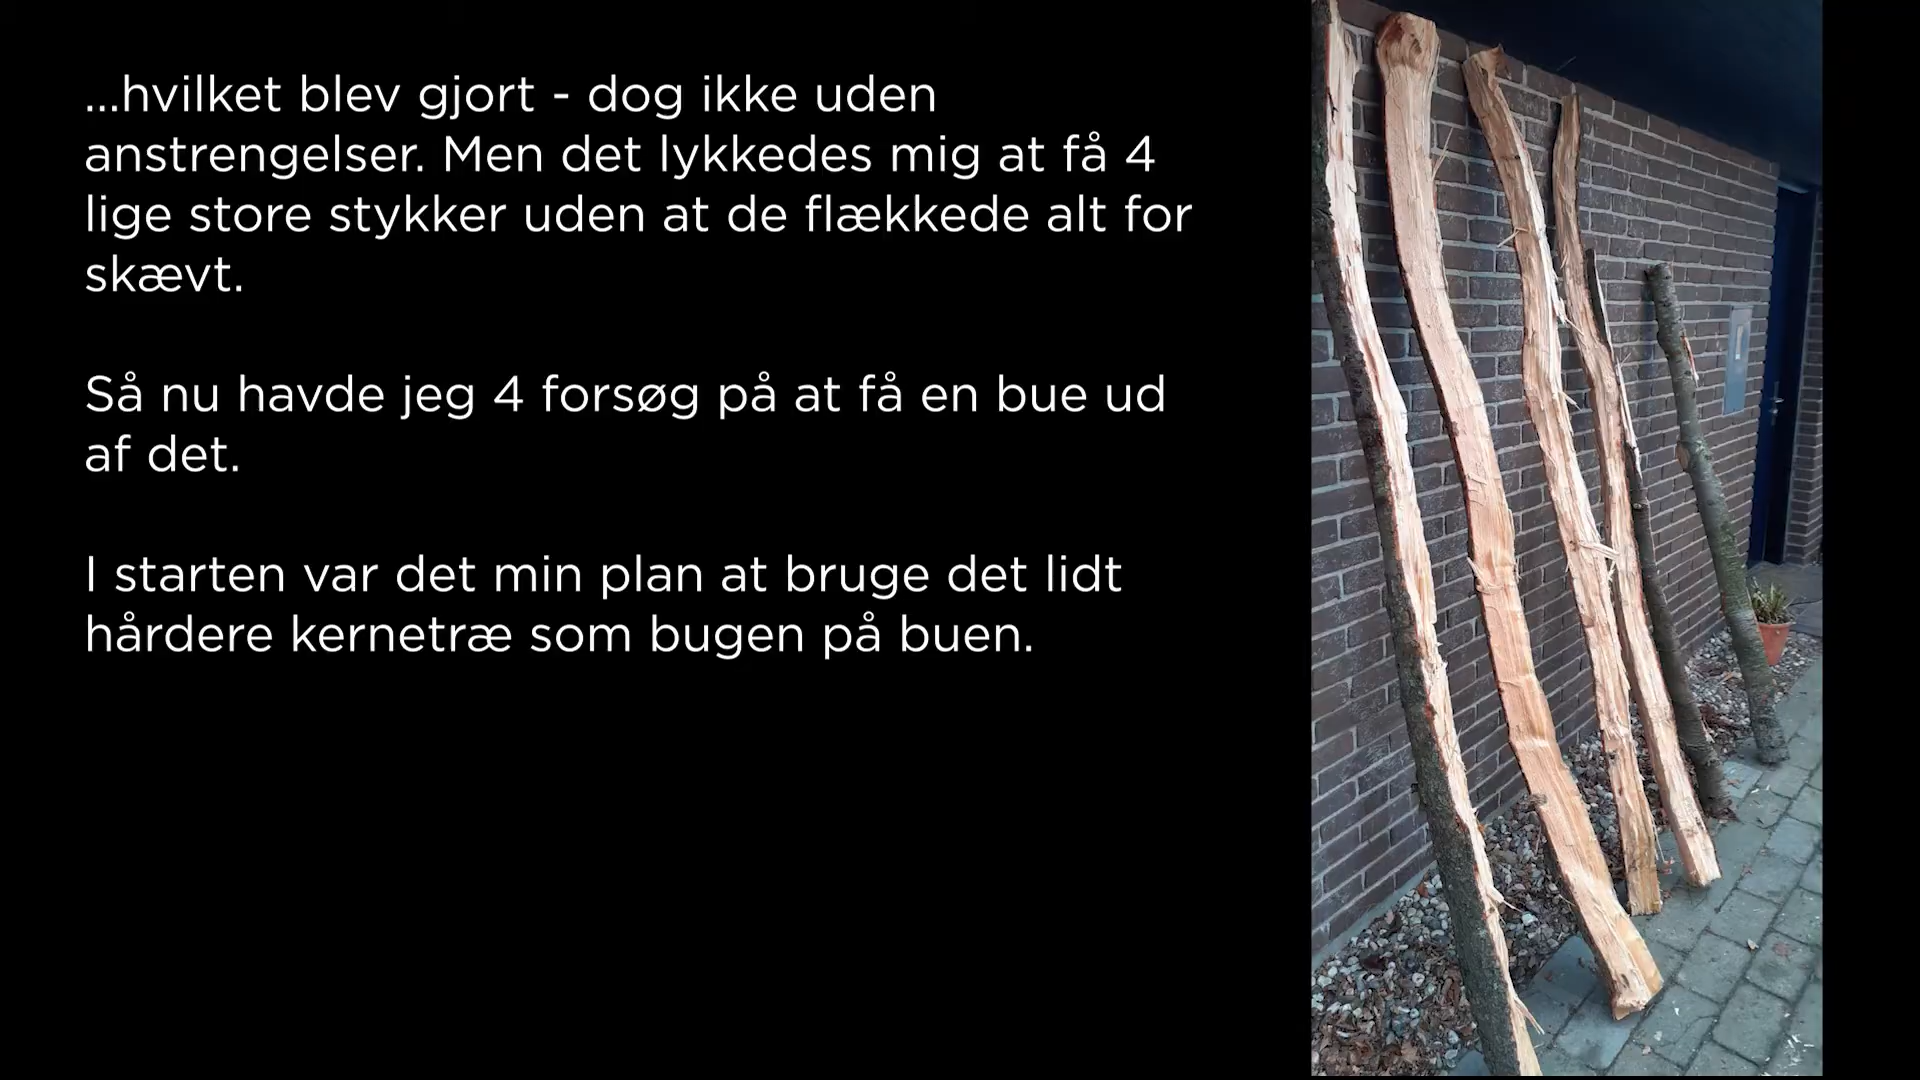 ...hvilket blev gjort - dog ikke uden
anstrengelser. Men det lykkedes mig at få 4
lige store stykker uden at de flækkede alt for
skævt.
Så nu havde jeg 4 forsøg på at få en bue ud
af det.
I starten var det min plan at bruge det lidt
hårdere kernetræ som bugen på buen.